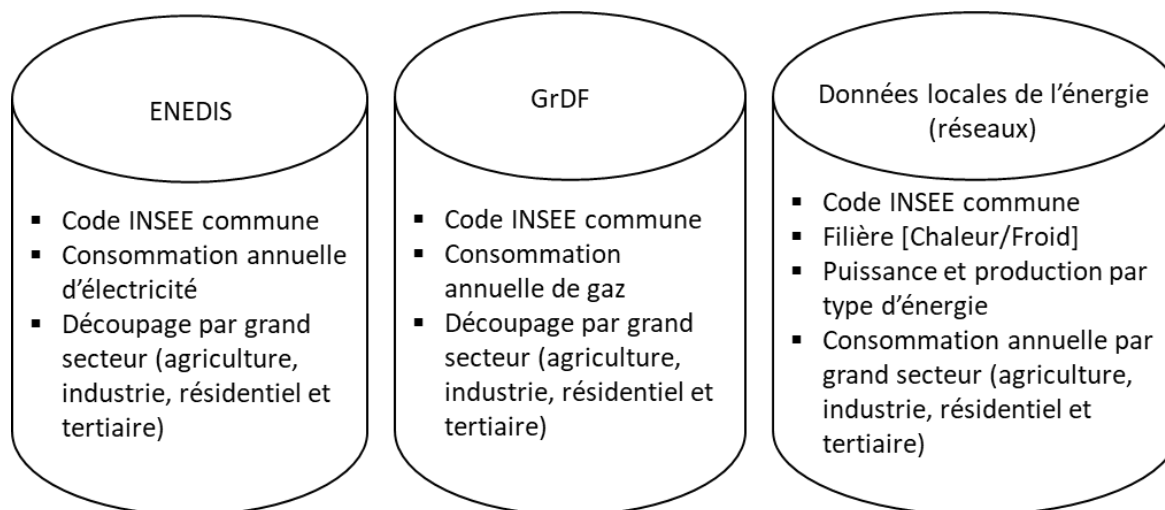 ENEDIS
▪ Code INSEE commune
▪ Consommation annuelle
d’électricité
▪ Découpage par grand
secteur (agriculture,
industrie, résidentiel et
tertiaire)
GrDF
▪ Code INSEE commune
▪ Consommation
annuelle de gaz
▪ Découpage par grand
secteur (agriculture,
industrie, résidentiel et
tertiaire)
Données locales de l’énergie
(réseaux)
▪ Code INSEE commune
▪ Filière [Chaleur/Froid]
▪ Puissance et production par
type d’énergie
▪ Consommation annuelle par
grand secteur (agriculture,
industrie, résidentiel et
tertiaire)